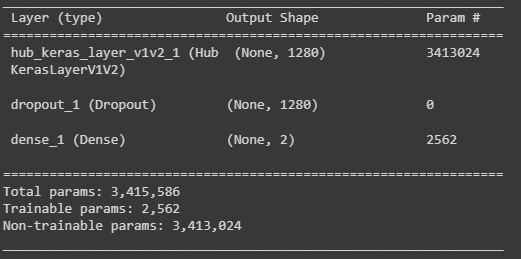 Layer (type) Output Shape Param #
=================================================================
hub_keras_layer_v1v2_1 (Hub (None, 1280) 3413024
KerasLayerV1V2)
dropout_1 (Dropout) (None, 1280) 0
dense_1 (Dense) (None, 2) 2562
=================================================================
Total params: 3,415,586
Trainable params: 2,562
Non-trainable params: 3,413,024